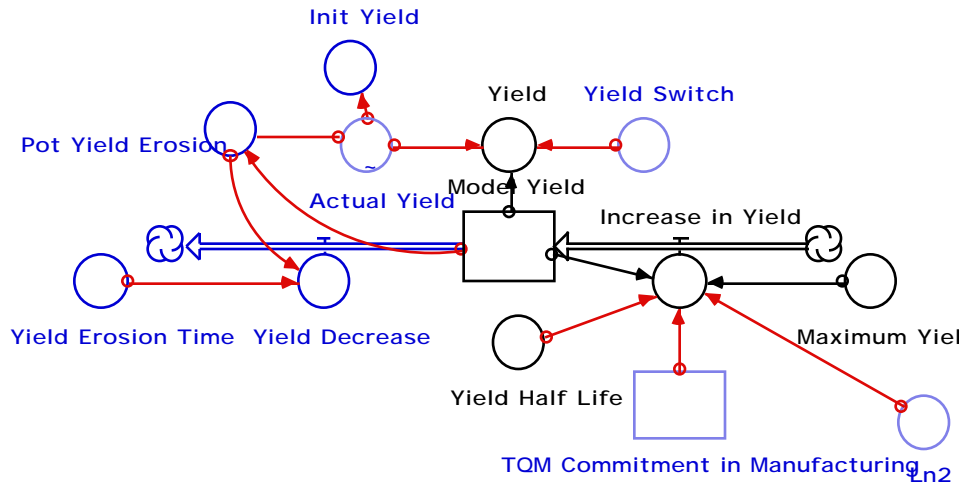 Init Yield
Yield
Yield Switch
Pot Yield Erosion
~
Model Yield
Actual Yield
Increase in Yield
Yield Erosion Time
Yield Decrease
Maximum Yiel
Yield Half Life
TQM Commitment in Manufacturing
Ln2